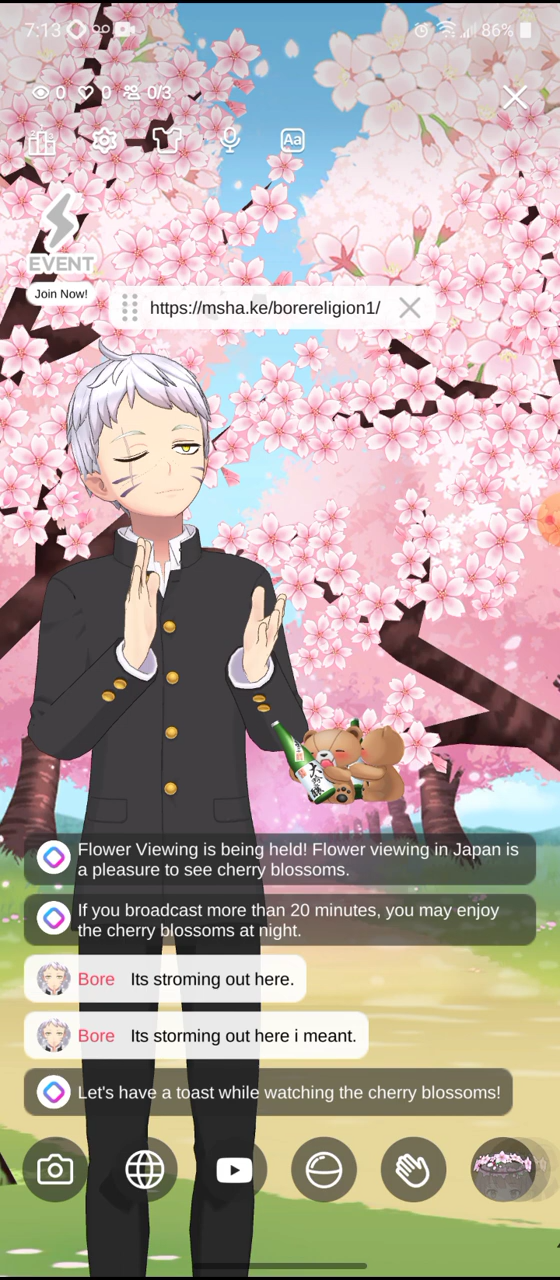 7:13
86%
0 0 0/3
Aa
EVENT
Join Now!
https://msha.ke/borereligion1/
大吟醸
Flower Viewing is being held! Flower viewing in Japan is
a pleasure to see cherry blossoms.
If you broadcast more than 20 minutes, you may enjoy
the cherry blossoms at night.
Bore Its stroming out here.
Bore Its storming out here i meant.
Let's have a toast while watching the cherry blossoms!